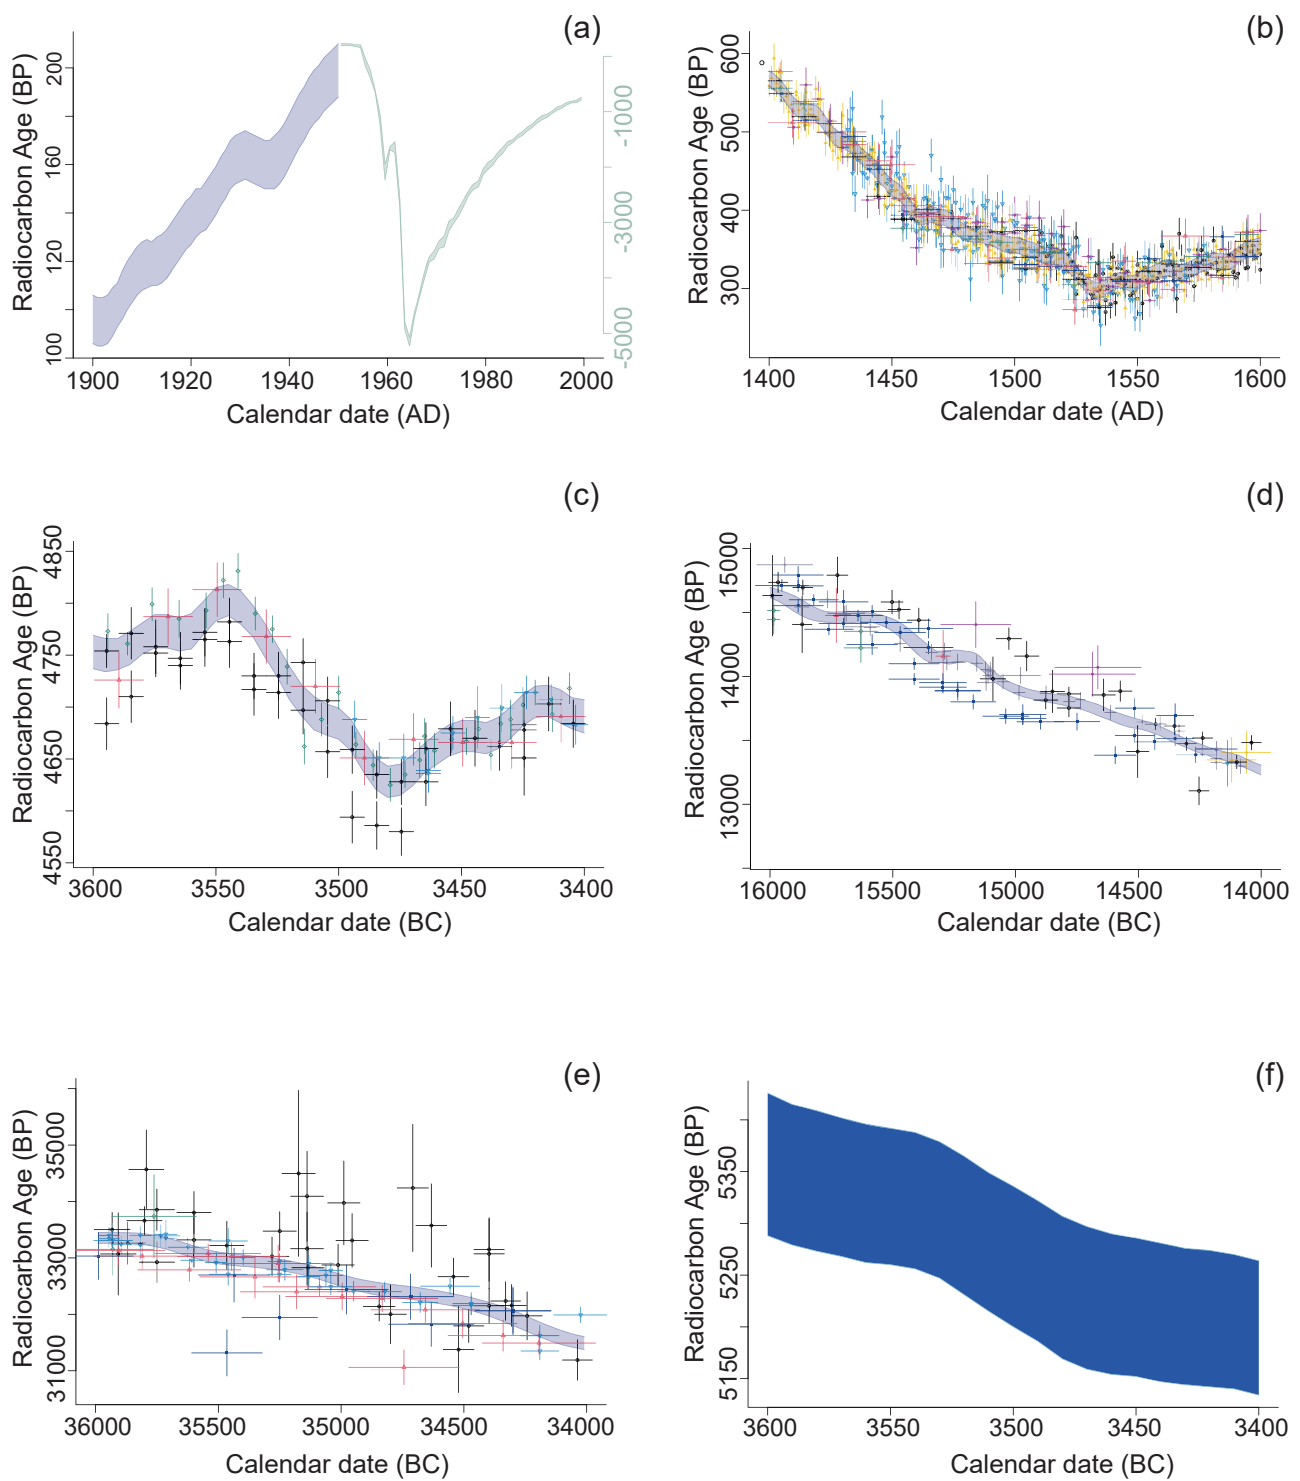 (a)
Radiocarbon Age (BP)
200
160
120
100
-1000
-3000
-5000
1900 1920 1940 1960 1980 2000
Calendar date (AD)
(b)
Radiocarbon Age (BP)
600
500
400
300
1400 1450 1500 1550 1600
Calendar date (AD)
(c)
Radiocarbon Age (BP)
4850
4750
4650
4550
3600 3550 3500 3450 3400
Calendar date (BC)
(d)
Radiocarbon Age (BP)
15000
14000
13000
16000 15500 15000 14500 14000
Calendar date (BC)
(e)
Radiocarbon Age (BP)
35000
33000
31000
36000 35500 35000 34500 34000
Calendar date (BC)
(f)
Radiocarbon Age (BP)
5350
5250
5150
3600 3550 3500 3450 3400
Calendar date (BC)